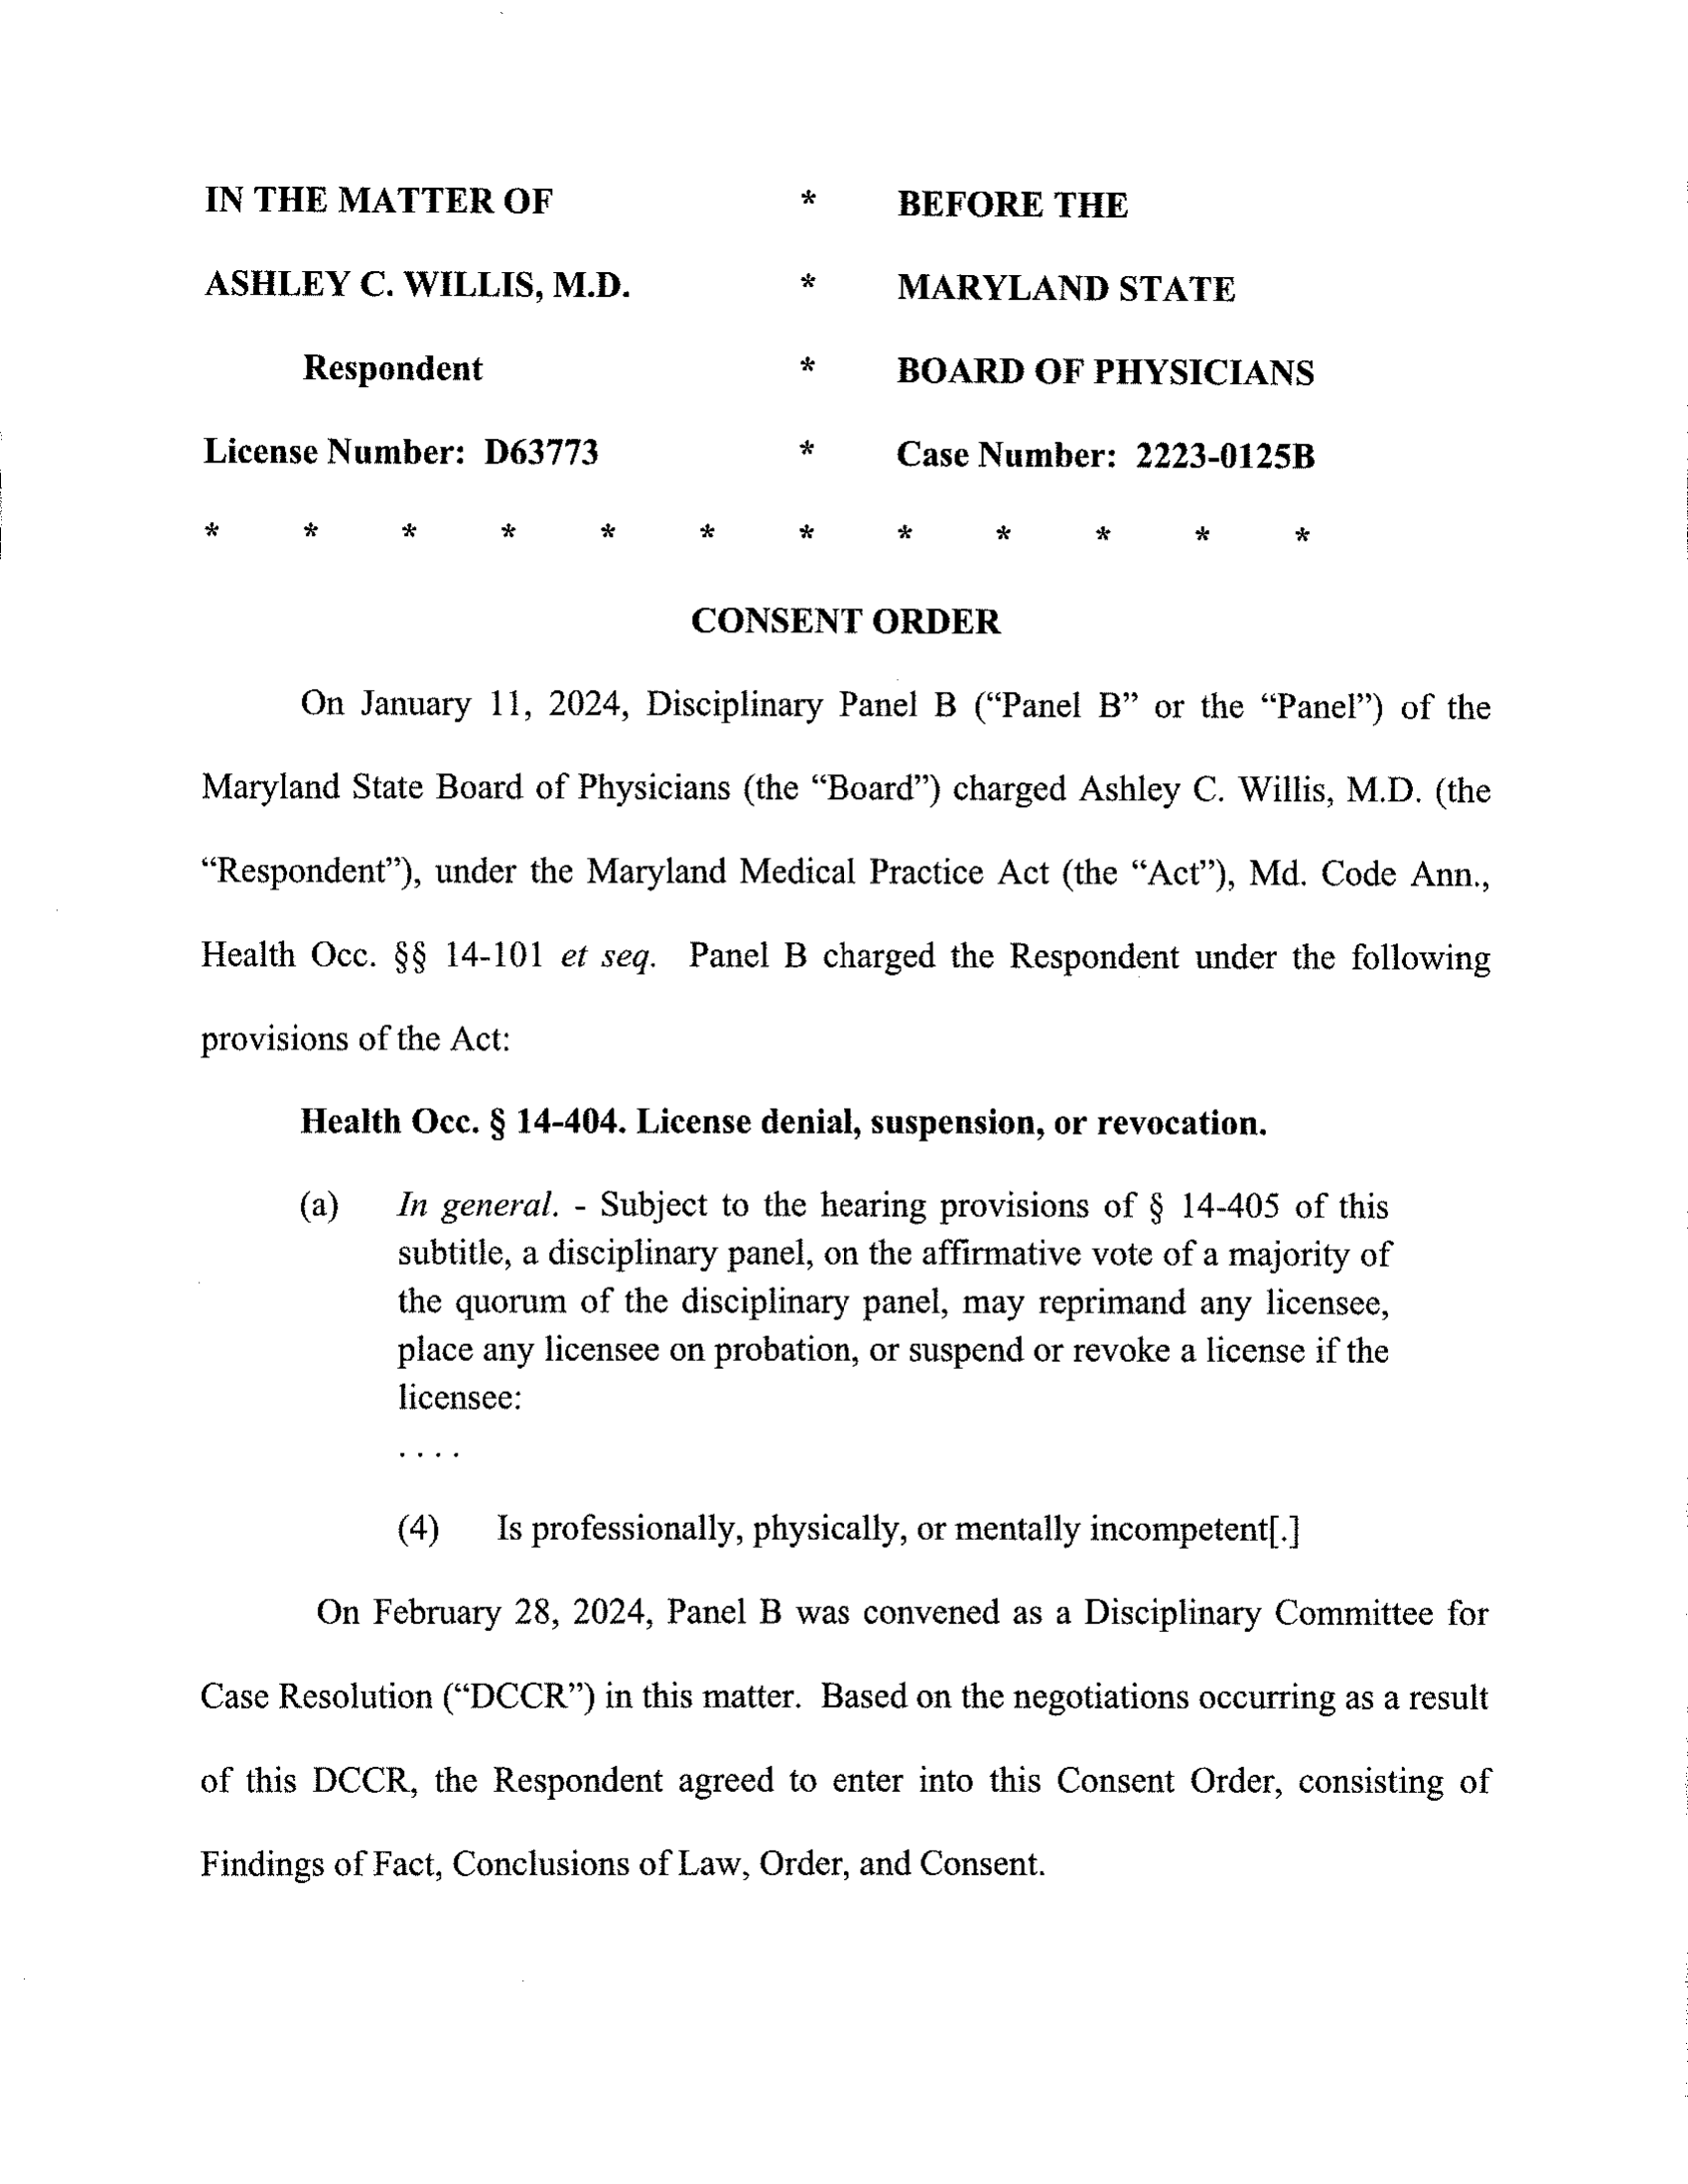 IN THE MATTER OF * BEFORE THE
ASHLEY C. WILLIS, M.D. * MARYLAND STATE
Respondent * BOARD OF PHYSICIANS
License Number: D63773 * Case Number: 2223-0125B
* * * * * * * * * * * *
CONSENT ORDER
On January 11, 2024, Disciplinary Panel B (“Panel B” or the “Panel”) of the
Maryland State Board of Physicians (the “Board”) charged Ashley C. Willis, M.D. (the
“Respondent”), under the Maryland Medical Practice Act (the “Act”), Md. Code Ann.,
Health Occ. §§ 14-101 et seq. Panel B charged the Respondent under the following
provisions of the Act:
Health Occ. § 14-404. License denial, suspension, or revocation.
(a) In general. - Subject to the hearing provisions of § 14-405 of this
subtitle, a disciplinary panel, on the affirmative vote of a majority of
the quorum of the disciplinary panel, may reprimand any licensee,
place any licensee on probation, or suspend or revoke a license if the
licensee:
. . . .
(4) Is professionally, physically, or mentally incompetent[.]
On February 28, 2024, Panel B was convened as a Disciplinary Committee for
Case Resolution (“DCCR”) in this matter. Based on the negotiations occurring as a result
of this DCCR, the Respondent agreed to enter into this Consent Order, consisting of
Findings of Fact, Conclusions of Law, Order, and Consent.